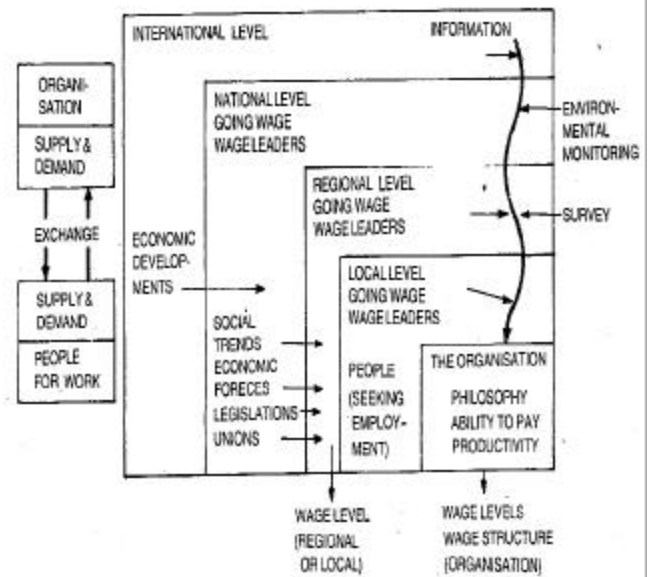 INTERNATIONAL LEVEL
INFORMATION
ORGANI-
SATION
SUPPLY &
DEMAND
EXCHANGE
SUPPLY &
DEMAND
PEOPLE
FOR WORK
NATIONAL LEVEL
GOING WAGE
WAGE LEADERS
ENVIRON-
MENTAL
MONITORING
REGIONAL LEVEL
GOING WAGE
WAGE LEADERS
SURVEY
ECONOMIC
DEVELOP-
MENTS
LOCAL LEVEL
GOING WAGE
WAGE LEADERS
SOCIAL
TRENDS
ECONOMIC
FORECES
LEGISLATIONS
UNIONS
PEOPLE
(SEEKING
EMPLOY-
MENT)
THE ORGANISATION
PHILOSOPHY
ABILITY TO PAY
PRODUCTIVITY
WAGE LEVEL
(REGIONAL
OR LOCAL)
WAGE LEVELS
WAGE STRUCTURE
(ORGANISATION)